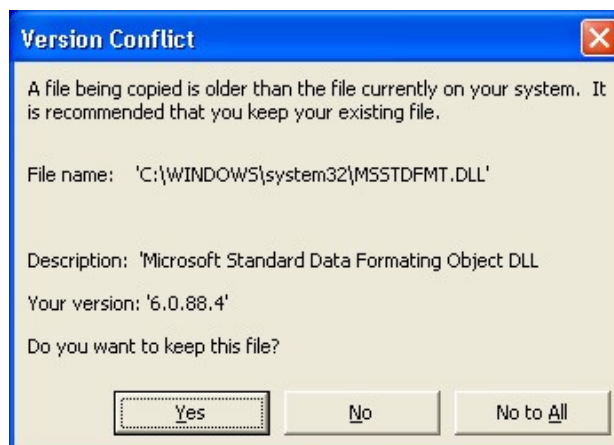 Version Conflict
A file being copied is older than the file currently on your system.  It
is recommended that you keep your existing file.
File name:   'C:\WINDOWS\system32\MSSTDFMT.DLL'
Description:  'Microsoft Standard Data Formating Object DLL
Your version: '6.0.88.4'
Do you want to keep this file?
Yes No No to All